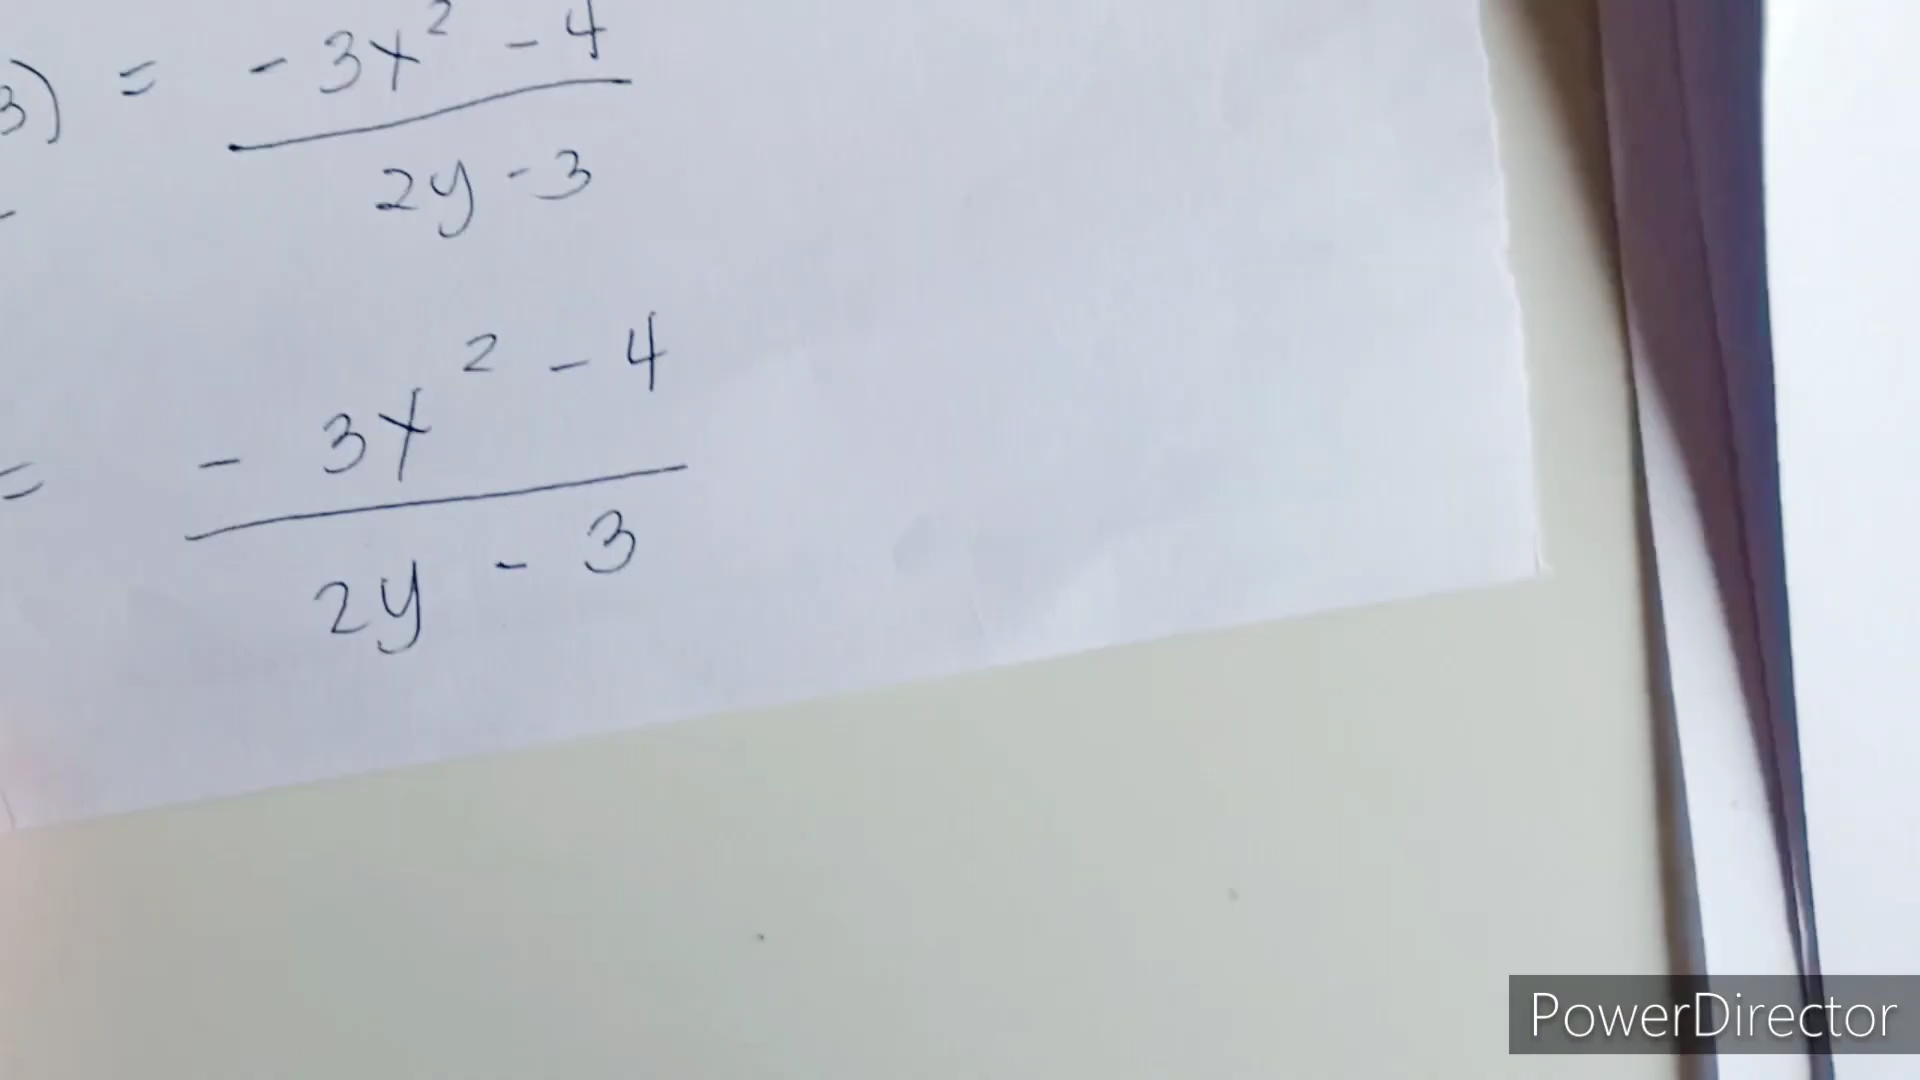 3) = - 3x² - 4
2y - 3
= - 3x² - 4
2y - 3
PowerDirector